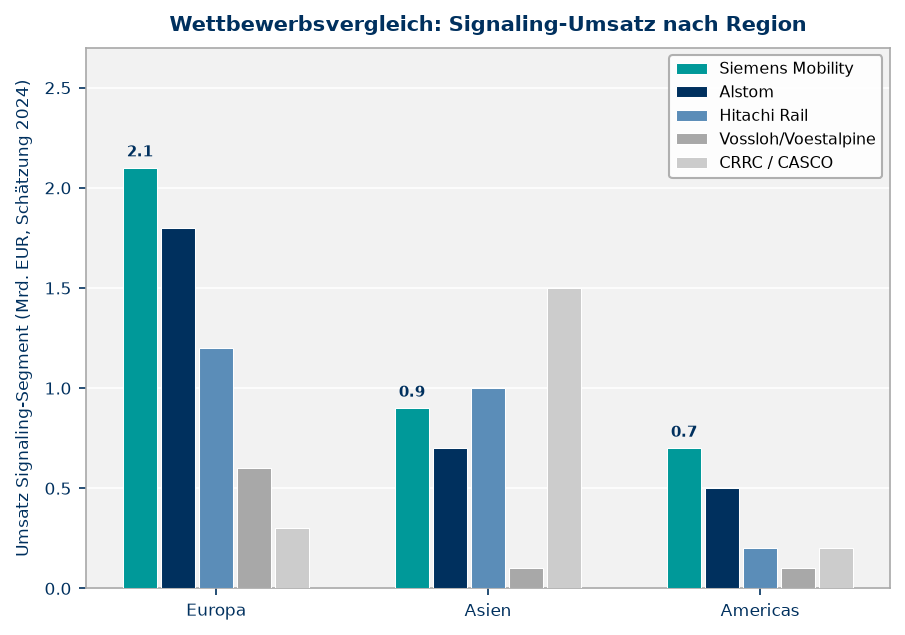 Wettbewerbsvergleich: Signaling-Umsatz nach Region
Umsatz Signaling-Segment (Mrd. EUR, Schätzung 2024)
2.5
2.0
1.5
1.0
0.5
0.0
2.1
0.9
0.7
Siemens Mobility
Alstom
Hitachi Rail
Vossloh/Voestalpine
CRRC / CASCO
Europa
Asien
Americas